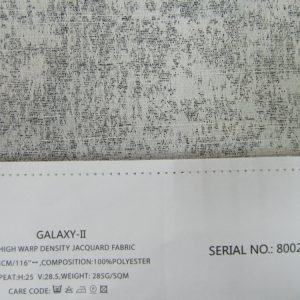 GALAXY-II
HIGH WARP DENSITY JACQUARD FABRIC
CM/116"↔,COMPOSITION:100%POLYESTER
PEAT:H:25 V:28.5,WEIGHT: 285G/SQM
CARE CODE:
SERIAL NO.: 8002